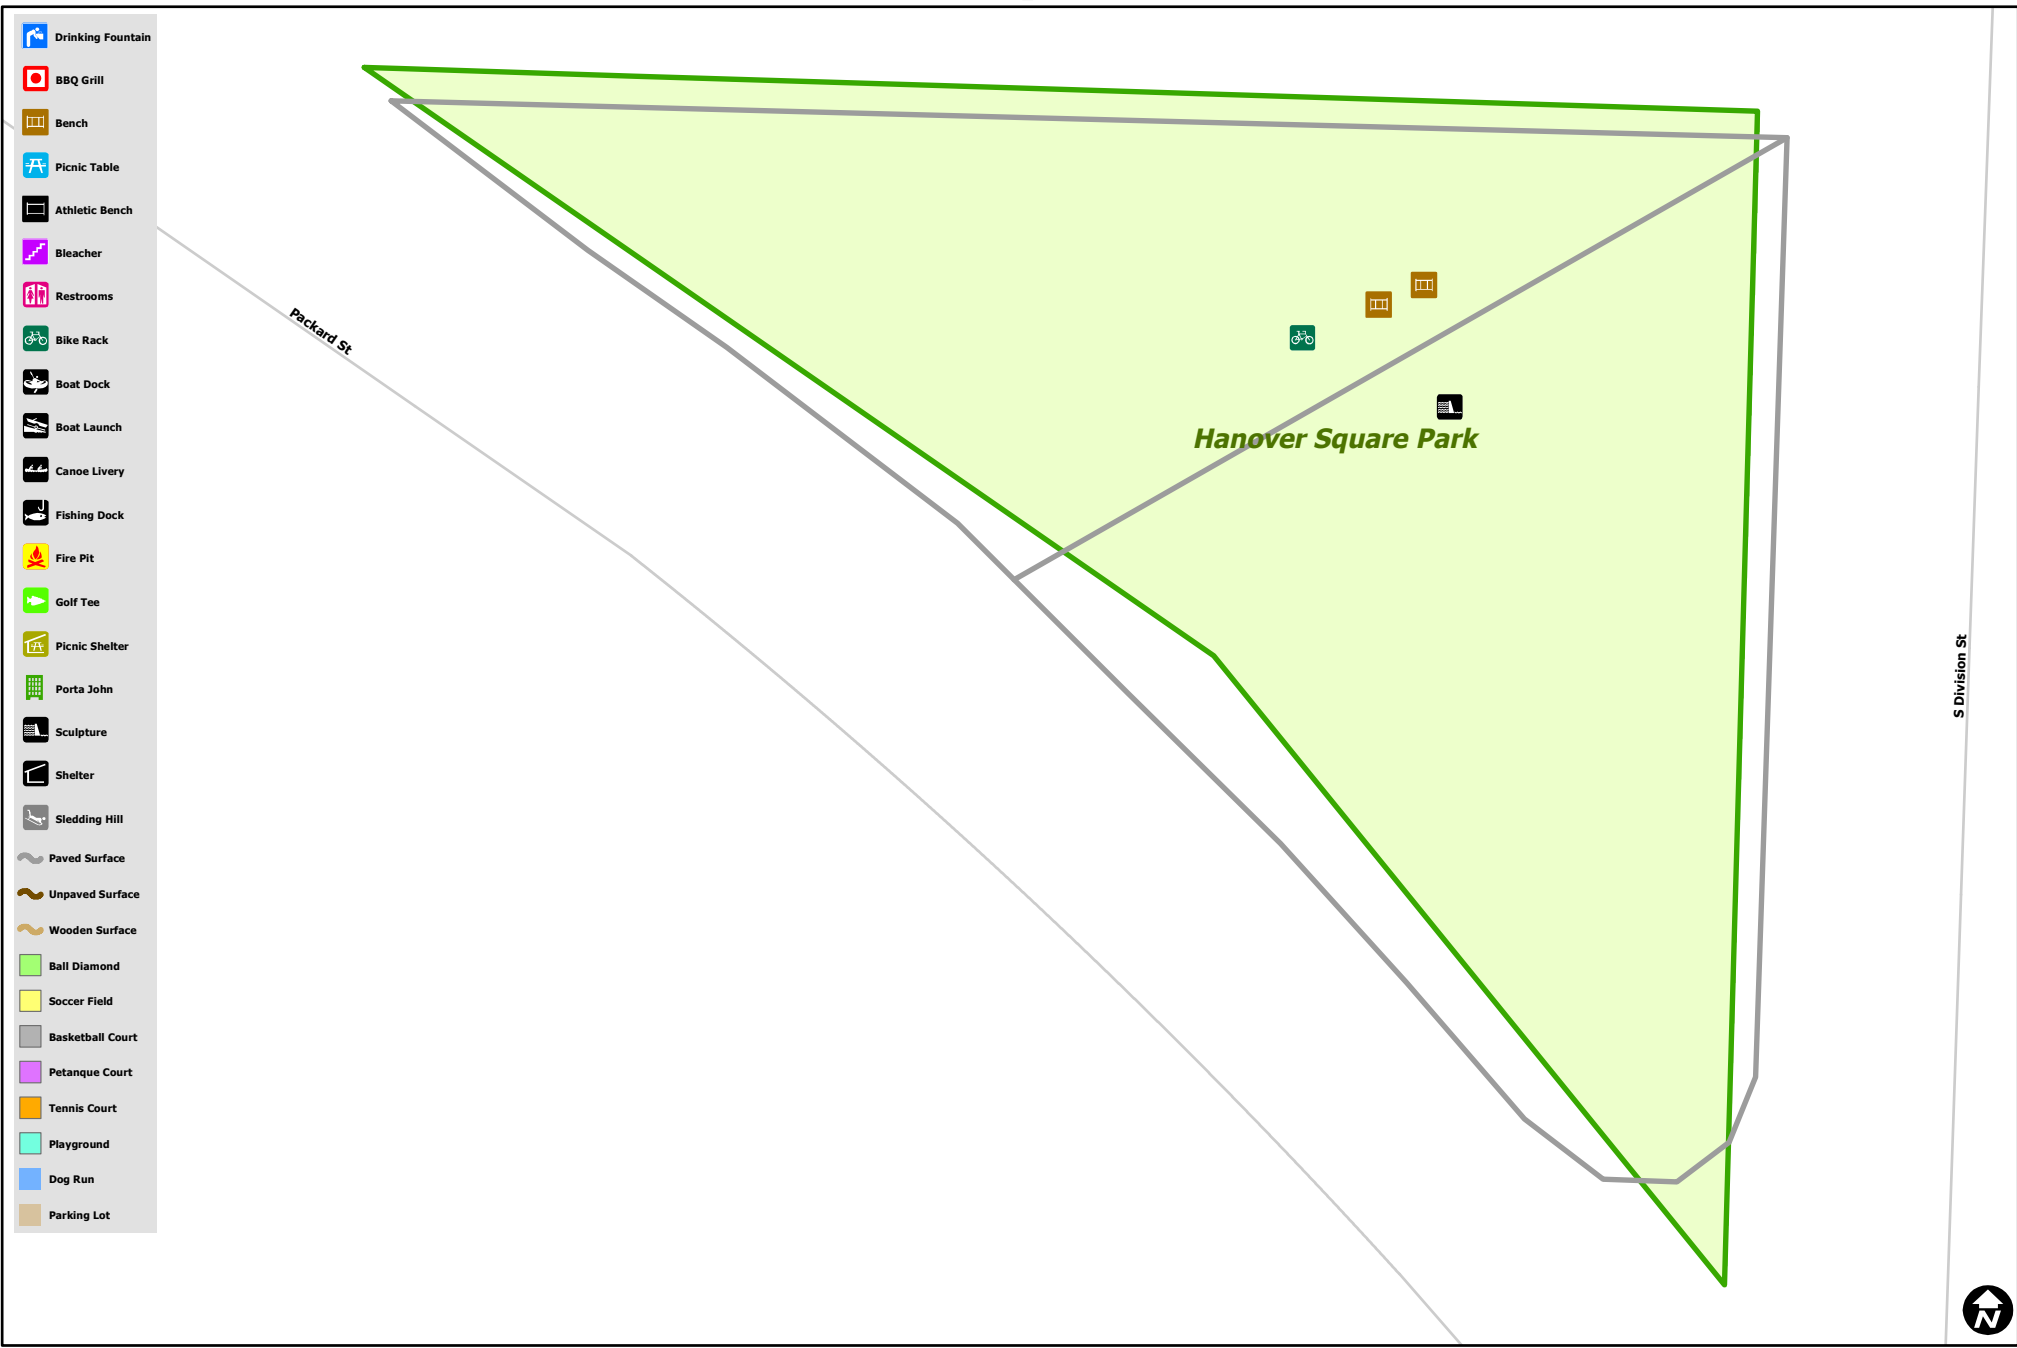 Drinking Fountain
BBQ Grill
Bench
Picnic Table
Athletic Bench
Bleacher
Restrooms
Bike Rack
Boat Dock
Boat Launch
Canoe Livery
Fishing Dock
Fire Pit
Golf Tee
Picnic Shelter
Porta John
Sculpture
Shelter
Sledding Hill
Paved Surface
Unpaved Surface
Wooden Surface
Ball Diamond
Soccer Field
Basketball Court
Petanque Court
Tennis Court
Playground
Dog Run
Parking Lot
Packard St
Hanover Square Park
S Division St
N